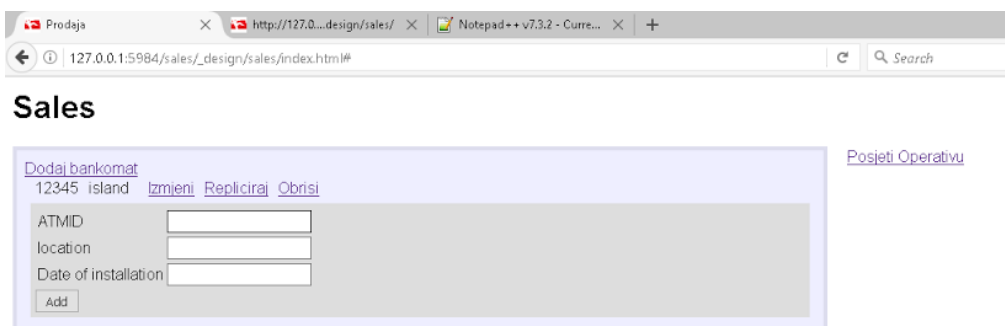 Prodaja http://127.0....design/sales/ Notepad++ v7.3.2 - Curre...
127.0.0.1:5984/sales/_design/sales/index.html# Search
Sales
Dodaj bankomat
12345 island Izmjeni Repliciraj Obrisi
ATMID
location
Date of installation
Add
Posjeti Operativu